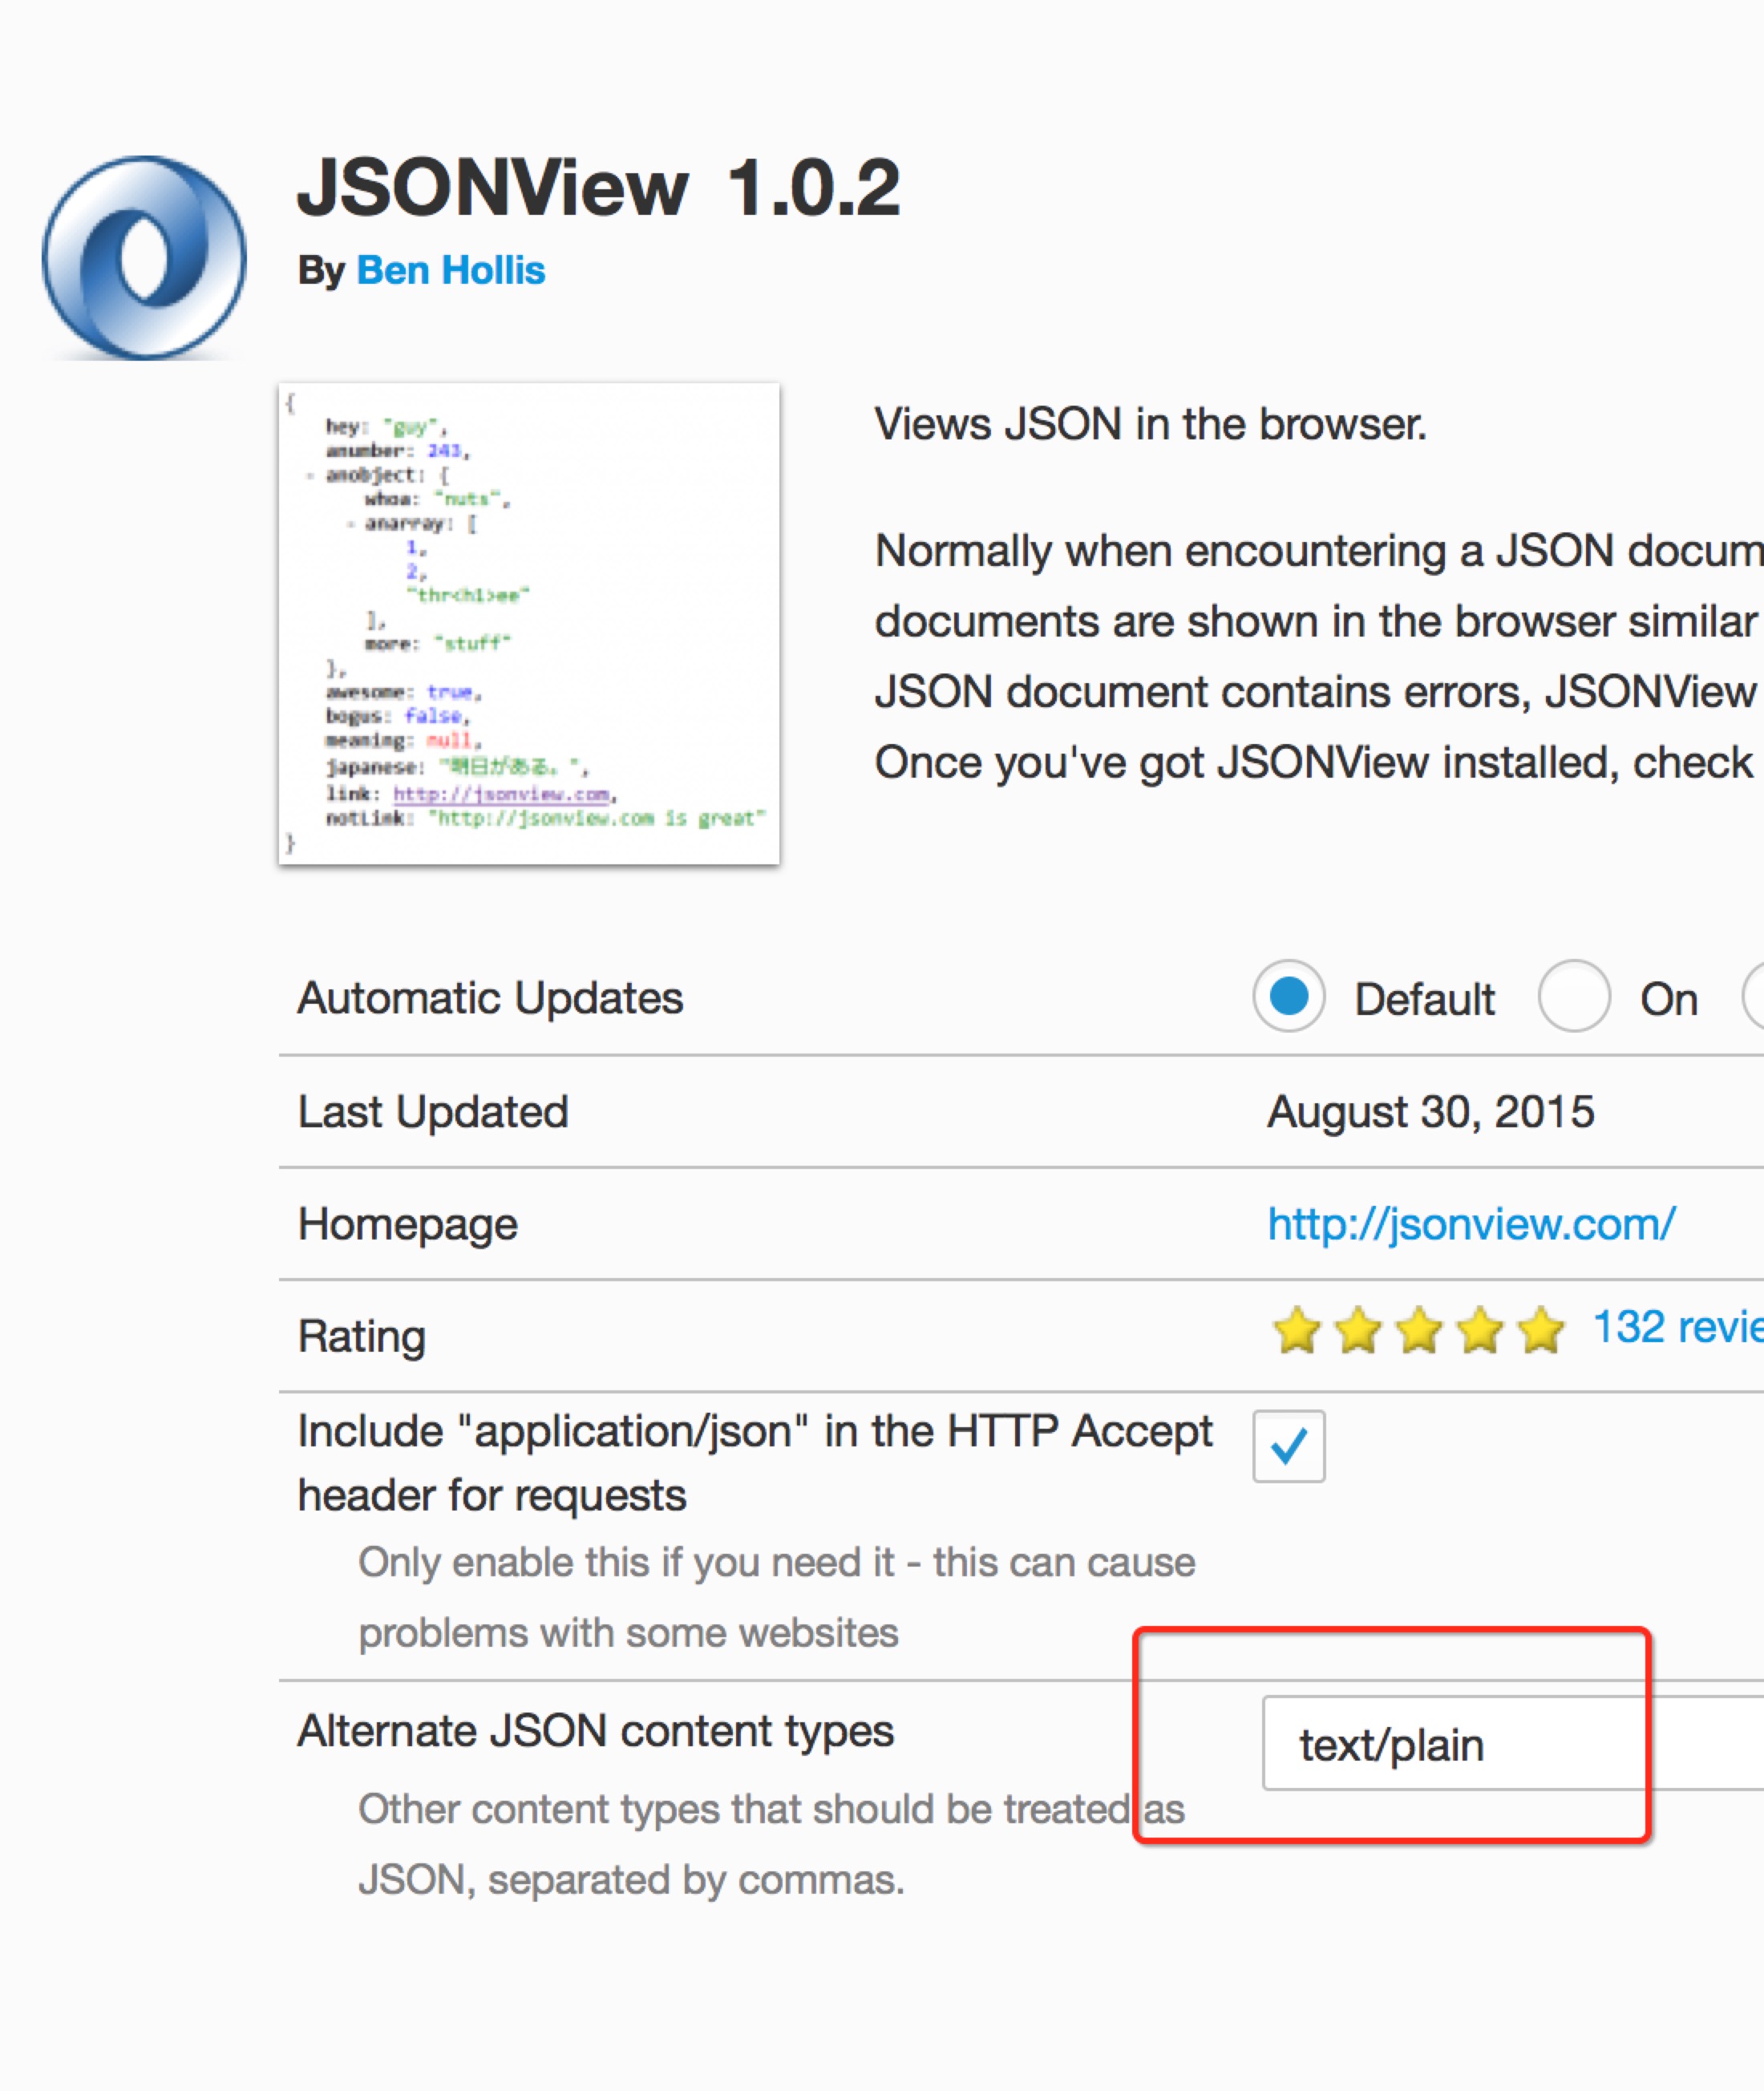 JSONView 1.0.2
By Ben Hollis
{
hey: "guy",
anumber: 243,
- anobject: {
whoa: "nuts",
- anarray: [
1,
2,
"thr<h1>ee"
],
more: "stuff"
},
awesome: true,
bogus: false,
meaning: null,
japanese: "明日がある。",
link: http://jsonview.com,
notLink: "http://jsonview.com is great"
}
Views JSON in the browser.
Normally when encountering a JSON docum
documents are shown in the browser similar
JSON document contains errors, JSONView
Once you've got JSONView installed, check
Automatic Updates Default On
Last Updated August 30, 2015
Homepage http://jsonview.com/
Rating 132 revie
Include "application/json" in the HTTP Accept
header for requests
Only enable this if you need it - this can cause
problems with some websites
Alternate JSON content types text/plain
Other content types that should be treated as
JSON, separated by commas.